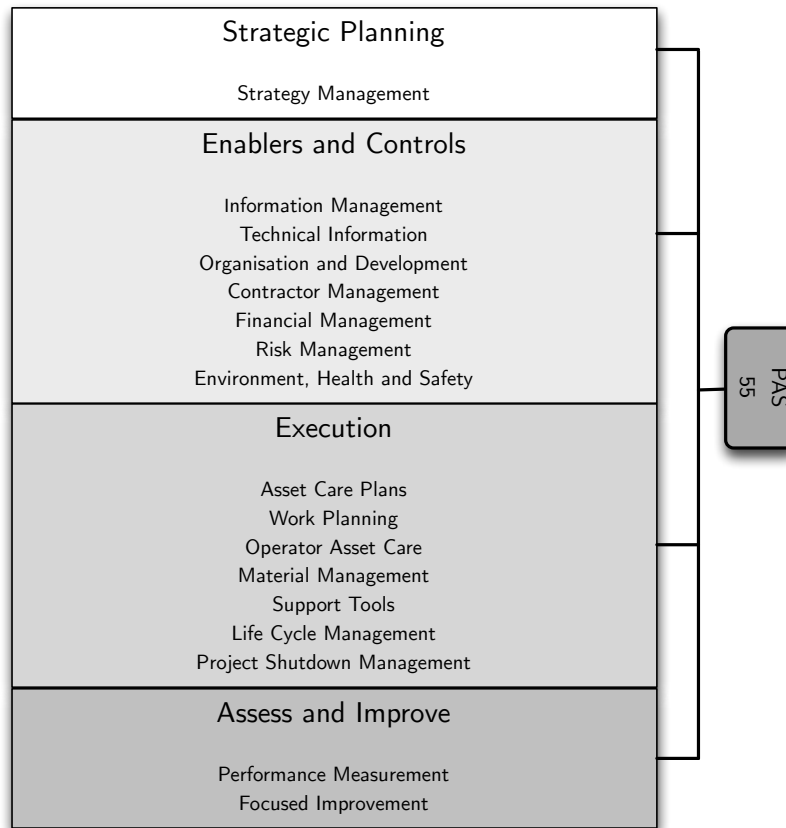 Strategic Planning
Strategy Management
Enablers and Controls
Information Management
Technical Information
Organisation and Development
Contractor Management
Financial Management
Risk Management
Environment, Health and Safety
Execution
Asset Care Plans
Work Planning
Operator Asset Care
Material Management
Support Tools
Life Cycle Management
Project Shutdown Management
Assess and Improve
Performance Measurement
Focused Improvement
PAS
55